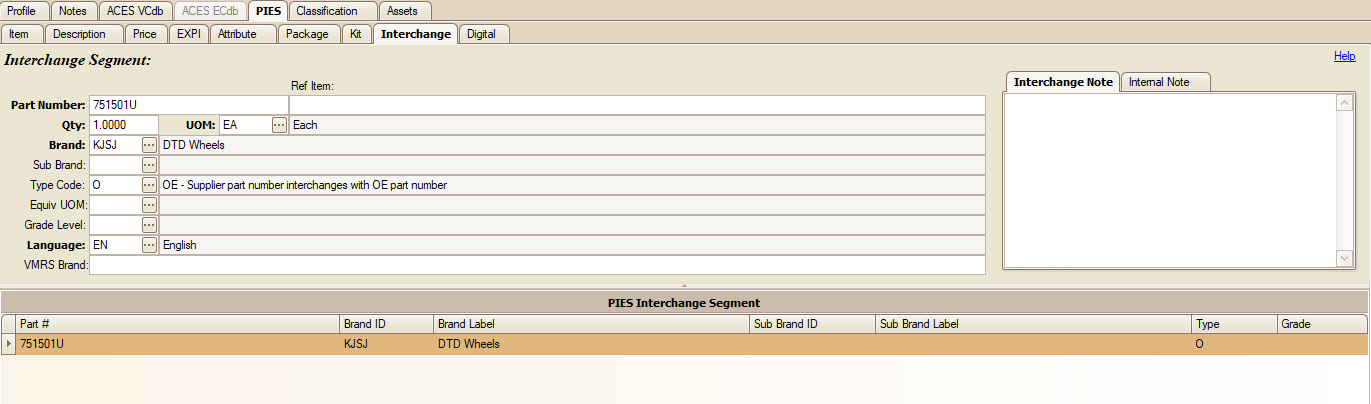 Profile Notes ACES VCdb ACES ECdb PIES Classification Assets
Item Description Price EXPI Attribute Package Kit Interchange Digital
Interchange Segment: Help
Ref Item: Interchange Note Internal Note
Part Number: 751501U
Qty: 1.0000 UOM: EA ... Each
Brand: KJSJ ... DTD Wheels
Sub Brand: ...
Type Code: O ... OE - Supplier part number interchanges with OE part number
Equiv UOM: ...
Grade Level: ...
Language: EN ... English
VMRS Brand:
PIES Interchange Segment
Part # Brand ID Brand Label Sub Brand ID Sub Brand Label Type Grade
751501U KJSJ DTD Wheels O